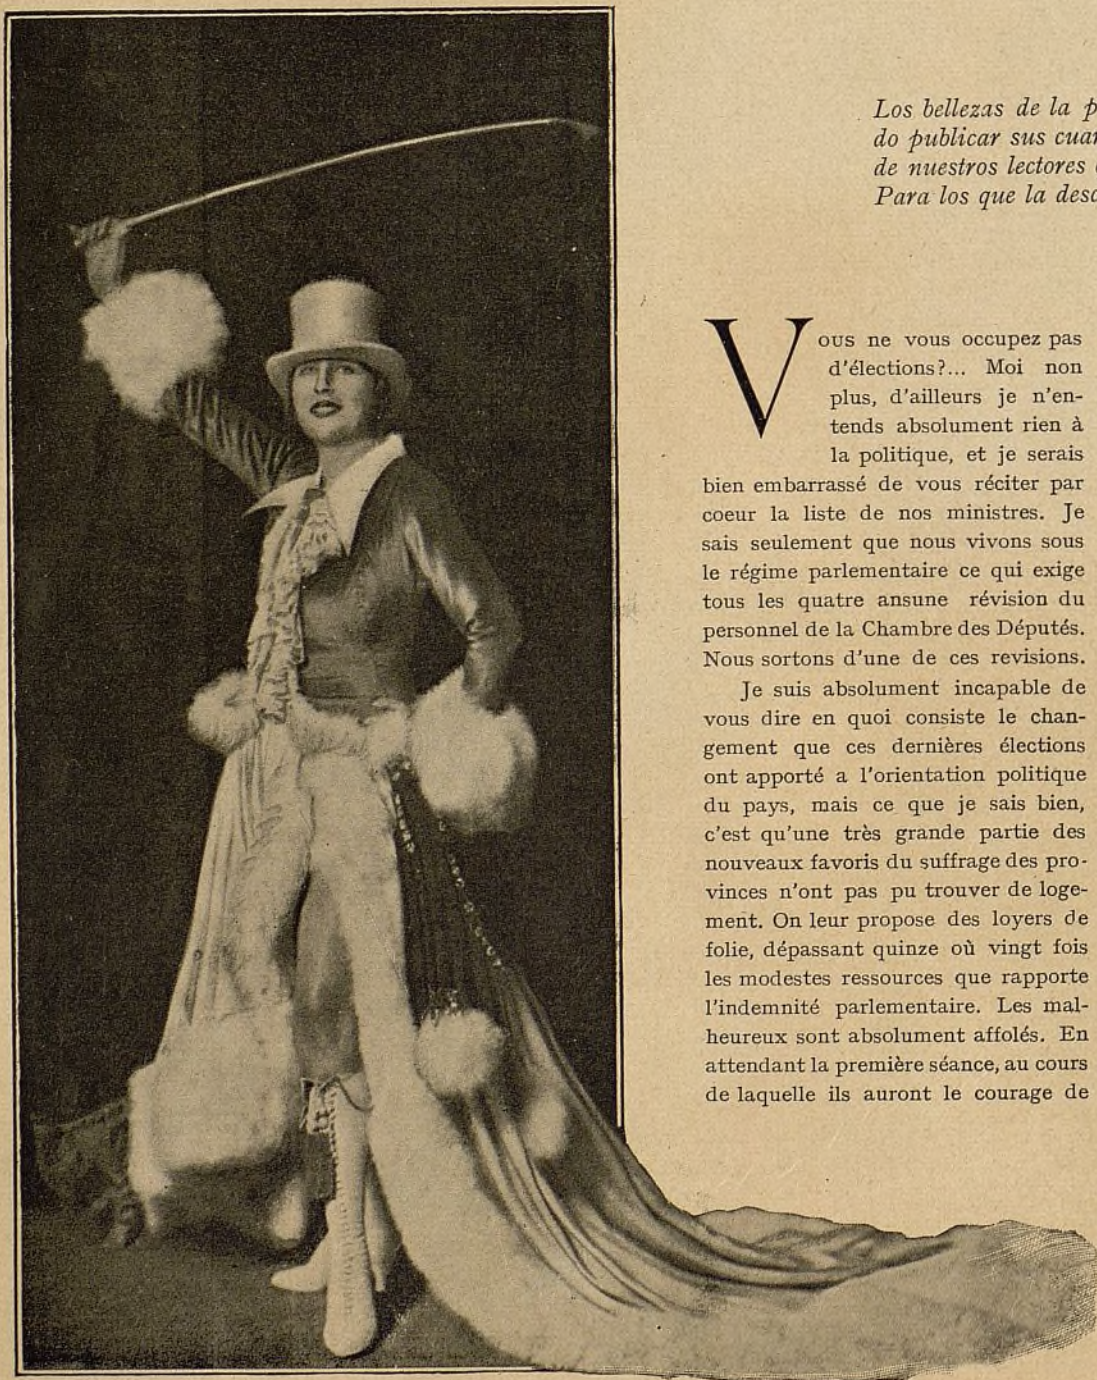 Los bellezas de la p
do publicar sus cuar
de nuestros lectores
Para los que la desc
Vous ne vous occupez pas
d'élections?... Moi non
plus, d'ailleurs je n'en-
tends absolument rien à
la politique, et je serais
bien embarrassé de vous réciter par
coeur la liste de nos ministres. Je
sais seulement que nous vivons sous
le régime parlementaire ce qui exige
tous les quatre ansune révision du
personnel de la Chambre des Députés.
Nous sortons d'une de ces revisions.
Je suis absolument incapable de
vous dire en quoi consiste le chan-
gement que ces dernières élections
ont apporté a l'orientation politique
du pays, mais ce que je sais bien,
c'est qu'une très grande partie des
nouveaux favoris du suffrage des pro-
vinces n'ont pas pu trouver de loge-
ment. On leur propose des loyers de
folie, dépassant quinze où vingt fois
les modestes ressources que rapporte
l'indemnité parlementaire. Les mal-
heureux sont absolument affolés. En
attendant la première séance, au cours
de laquelle ils auront le courage de